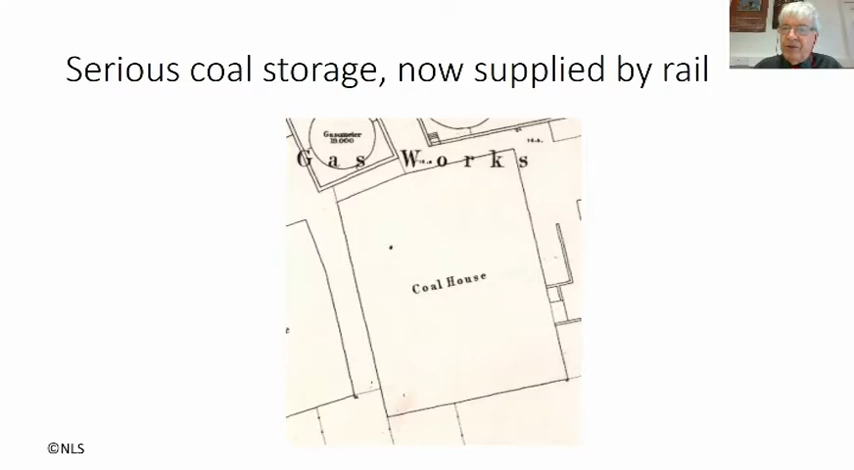 Serious coal storage, now supplied by rail
Gasometer
Gas Works
Coal House
©NLS